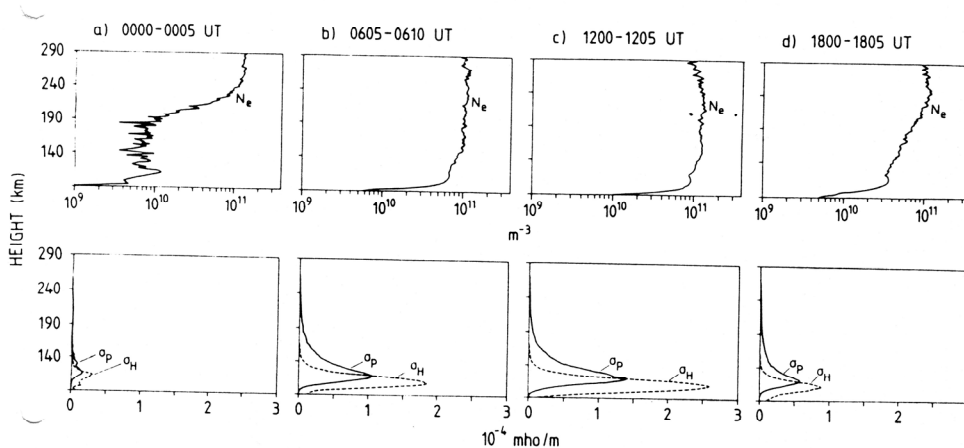 a) 0000-0005 UT
b) 0605-0610 UT
c) 1200-1205 UT
d) 1800-1805 UT
HEIGHT (km)
290
240
190
140
Ne
Ne
Ne
Ne
10⁹ 10¹⁰ 10¹¹
10⁹ 10¹⁰ 10¹¹
10⁹ 10¹⁰ 10¹¹
10⁹ 10¹⁰ 10¹¹
m⁻³
290
240
190
140
σP
σH
σP
σH
σP
σH
σP
σH
0 1 2 3
0 1 2 3
0 1 2 3
0 1 2
10⁻⁴ mho/m